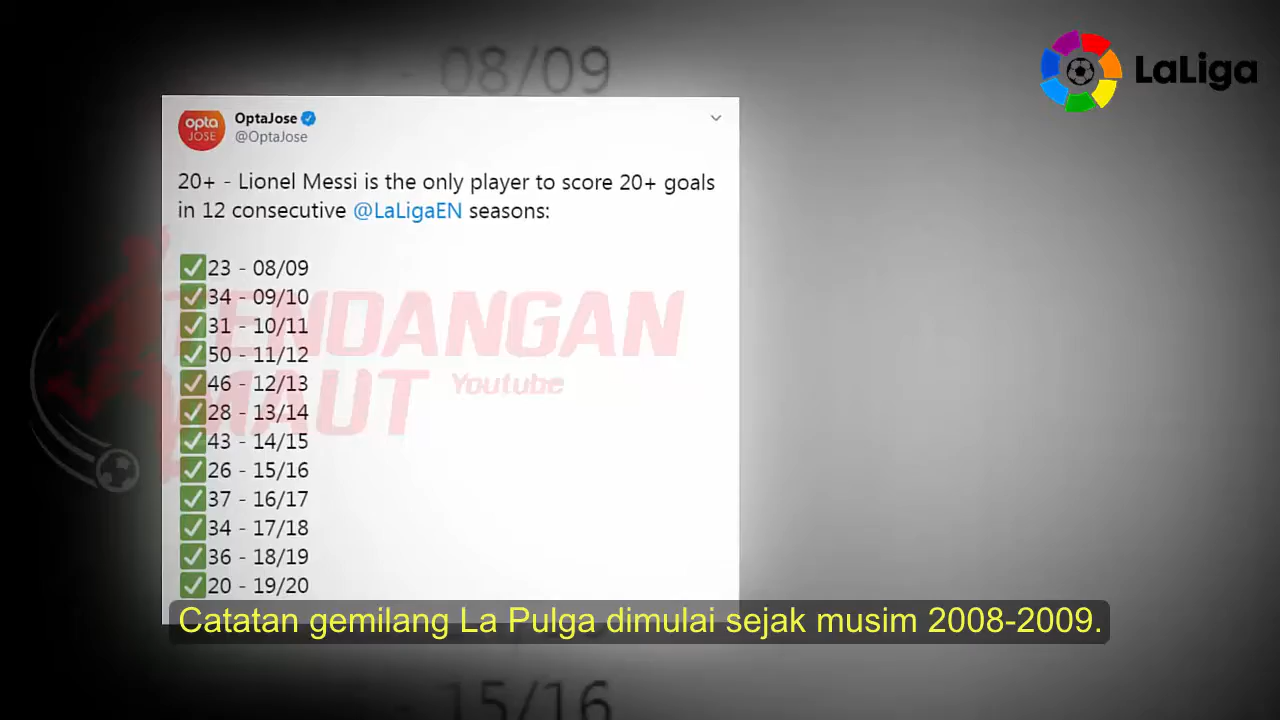 08/09
LaLiga
opta
JOSE
OptaJose
@OptaJose
20+ - Lionel Messi is the only player to score 20+ goals
in 12 consecutive @LaLigaEN seasons:
23 - 08/09
34 - 09/10
31 - 10/11
50 - 11/12
46 - 12/13
28 - 13/14
43 - 14/15
26 - 15/16
37 - 16/17
34 - 17/18
36 - 18/19
20 - 19/20
TENDANGAN
MAUT
Youtube
Catatan gemilang La Pulga dimulai sejak musim 2008-2009.
15/16